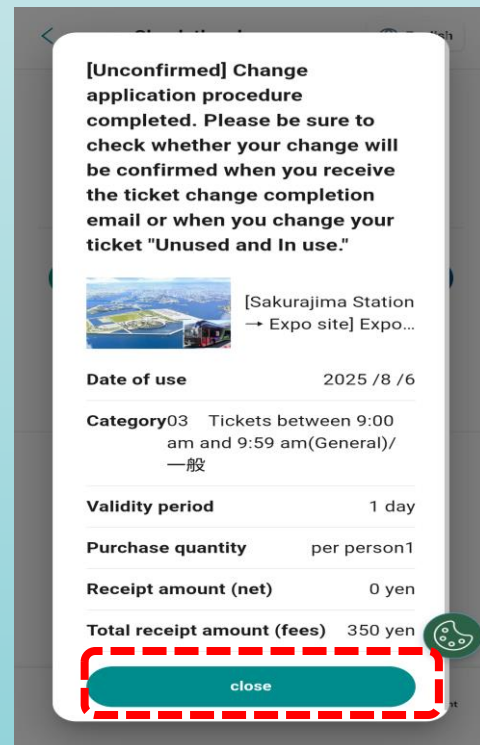 [Unconfirmed] Change
application procedure
completed. Please be sure to
check whether your change will
be confirmed when you receive
the ticket change completion
email or when you change your
ticket "Unused and In use."
[Sakurajima Station
→ Expo site] Expo...
Date of use 2025 /8 /6
Category03 Tickets between 9:00
am and 9:59 am(General)/
一般
Validity period 1 day
Purchase quantity per person1
Receipt amount (net) 0 yen
Total receipt amount (fees) 350 yen
close